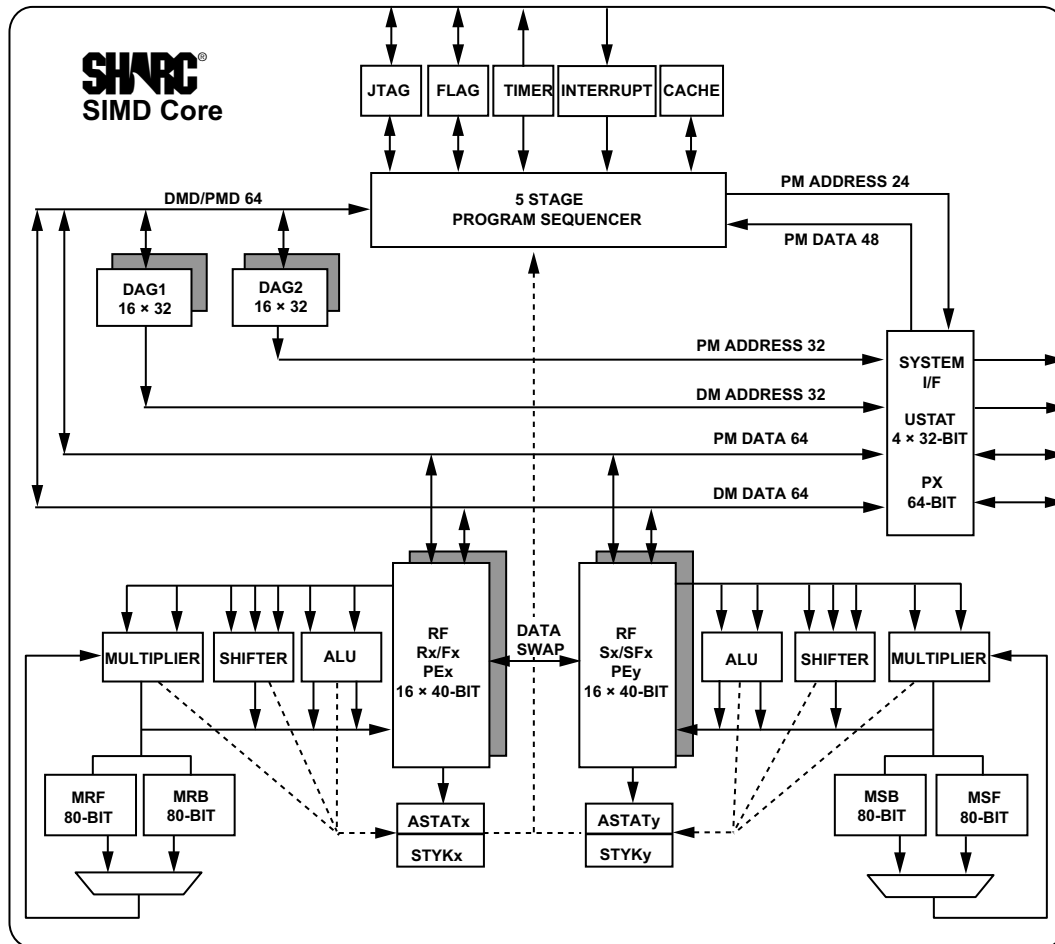 SHARC®
SIMD Core
JTAG
FLAG
TIMER
INTERRUPT
CACHE
5 STAGE
PROGRAM SEQUENCER
PM ADDRESS 24
PM DATA 48
DMD/PMD 64
DAG1
16 × 32
DAG2
16 × 32
PM ADDRESS 32
DM ADDRESS 32
PM DATA 64
DM DATA 64
SYSTEM
I/F
USTAT
4 × 32-BIT
PX
64-BIT
MULTIPLIER
SHIFTER
ALU
RF
Rx/Fx
PEx
16 × 40-BIT
DATA
SWAP
RF
Sx/SFx
PEy
16 × 40-BIT
ALU
SHIFTER
MULTIPLIER
MRF
80-BIT
MRB
80-BIT
ASTATx
STYKx
ASTATy
STYKy
MSB
80-BIT
MSF
80-BIT